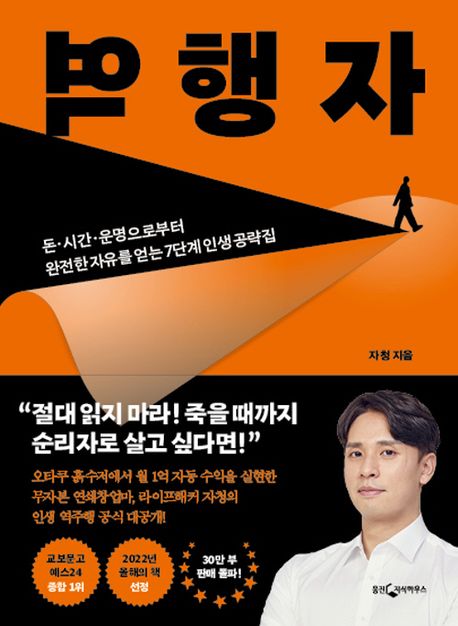 역행자
돈·시간·운명으로부터
완전한 자유를 얻는 7단계 인생 공략집
자청 지음
“절대 읽지 마라! 죽을 때까지
순리자로 살고 싶다면!”
오타쿠 흙수저에서 월 1억 자동 수익을 실현한
무자본 연쇄창업마, 라이프해커 자청의
인생 역주행 공식 대공개!
교보문고
예스24
종합 1위
2022년
올해의 책
선정
30만 부
판매 돌파!
웅진 지식하우스